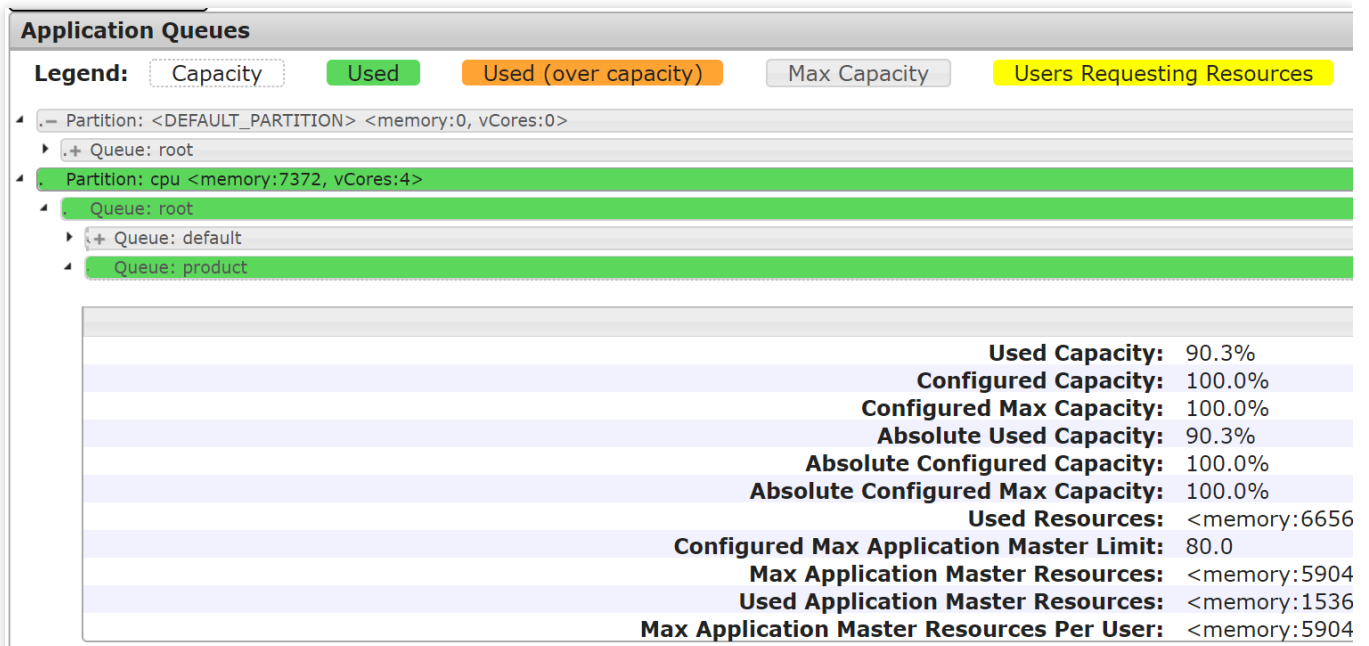 Application Queues
Legend: Capacity Used Used (over capacity) Max Capacity Users Requesting Resources
.− Partition: <DEFAULT_PARTITION> <memory:0, vCores:0>
.+ Queue: root
. Partition: cpu <memory:7372, vCores:4>
. Queue: root
.+ Queue: default
. Queue: product
Used Capacity: 90.3%
Configured Capacity: 100.0%
Configured Max Capacity: 100.0%
Absolute Used Capacity: 90.3%
Absolute Configured Capacity: 100.0%
Absolute Configured Max Capacity: 100.0%
Used Resources: <memory:6656
Configured Max Application Master Limit: 80.0
Max Application Master Resources: <memory:5904
Used Application Master Resources: <memory:1536
Max Application Master Resources Per User: <memory:5904